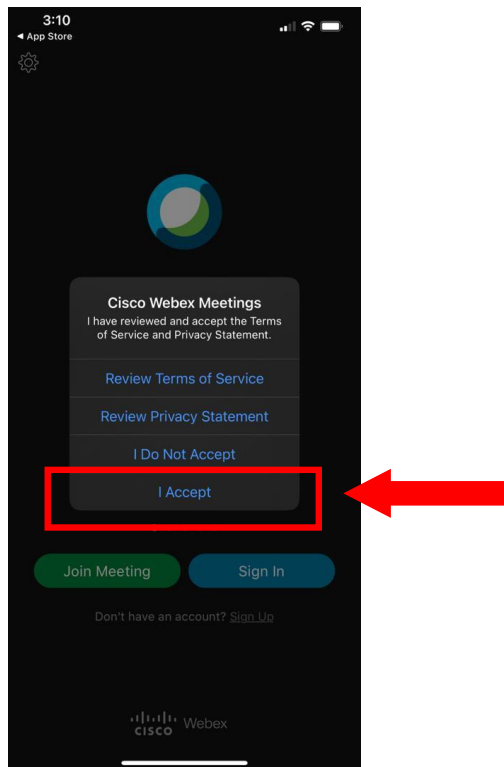 3:10
◀ App Store
Cisco Webex Meetings
I have reviewed and accept the Terms
of Service and Privacy Statement.
Review Terms of Service
Review Privacy Statement
I Do Not Accept
I Accept
Join Meeting
Sign In
Don't have an account? Sign Up
CISCO Webex